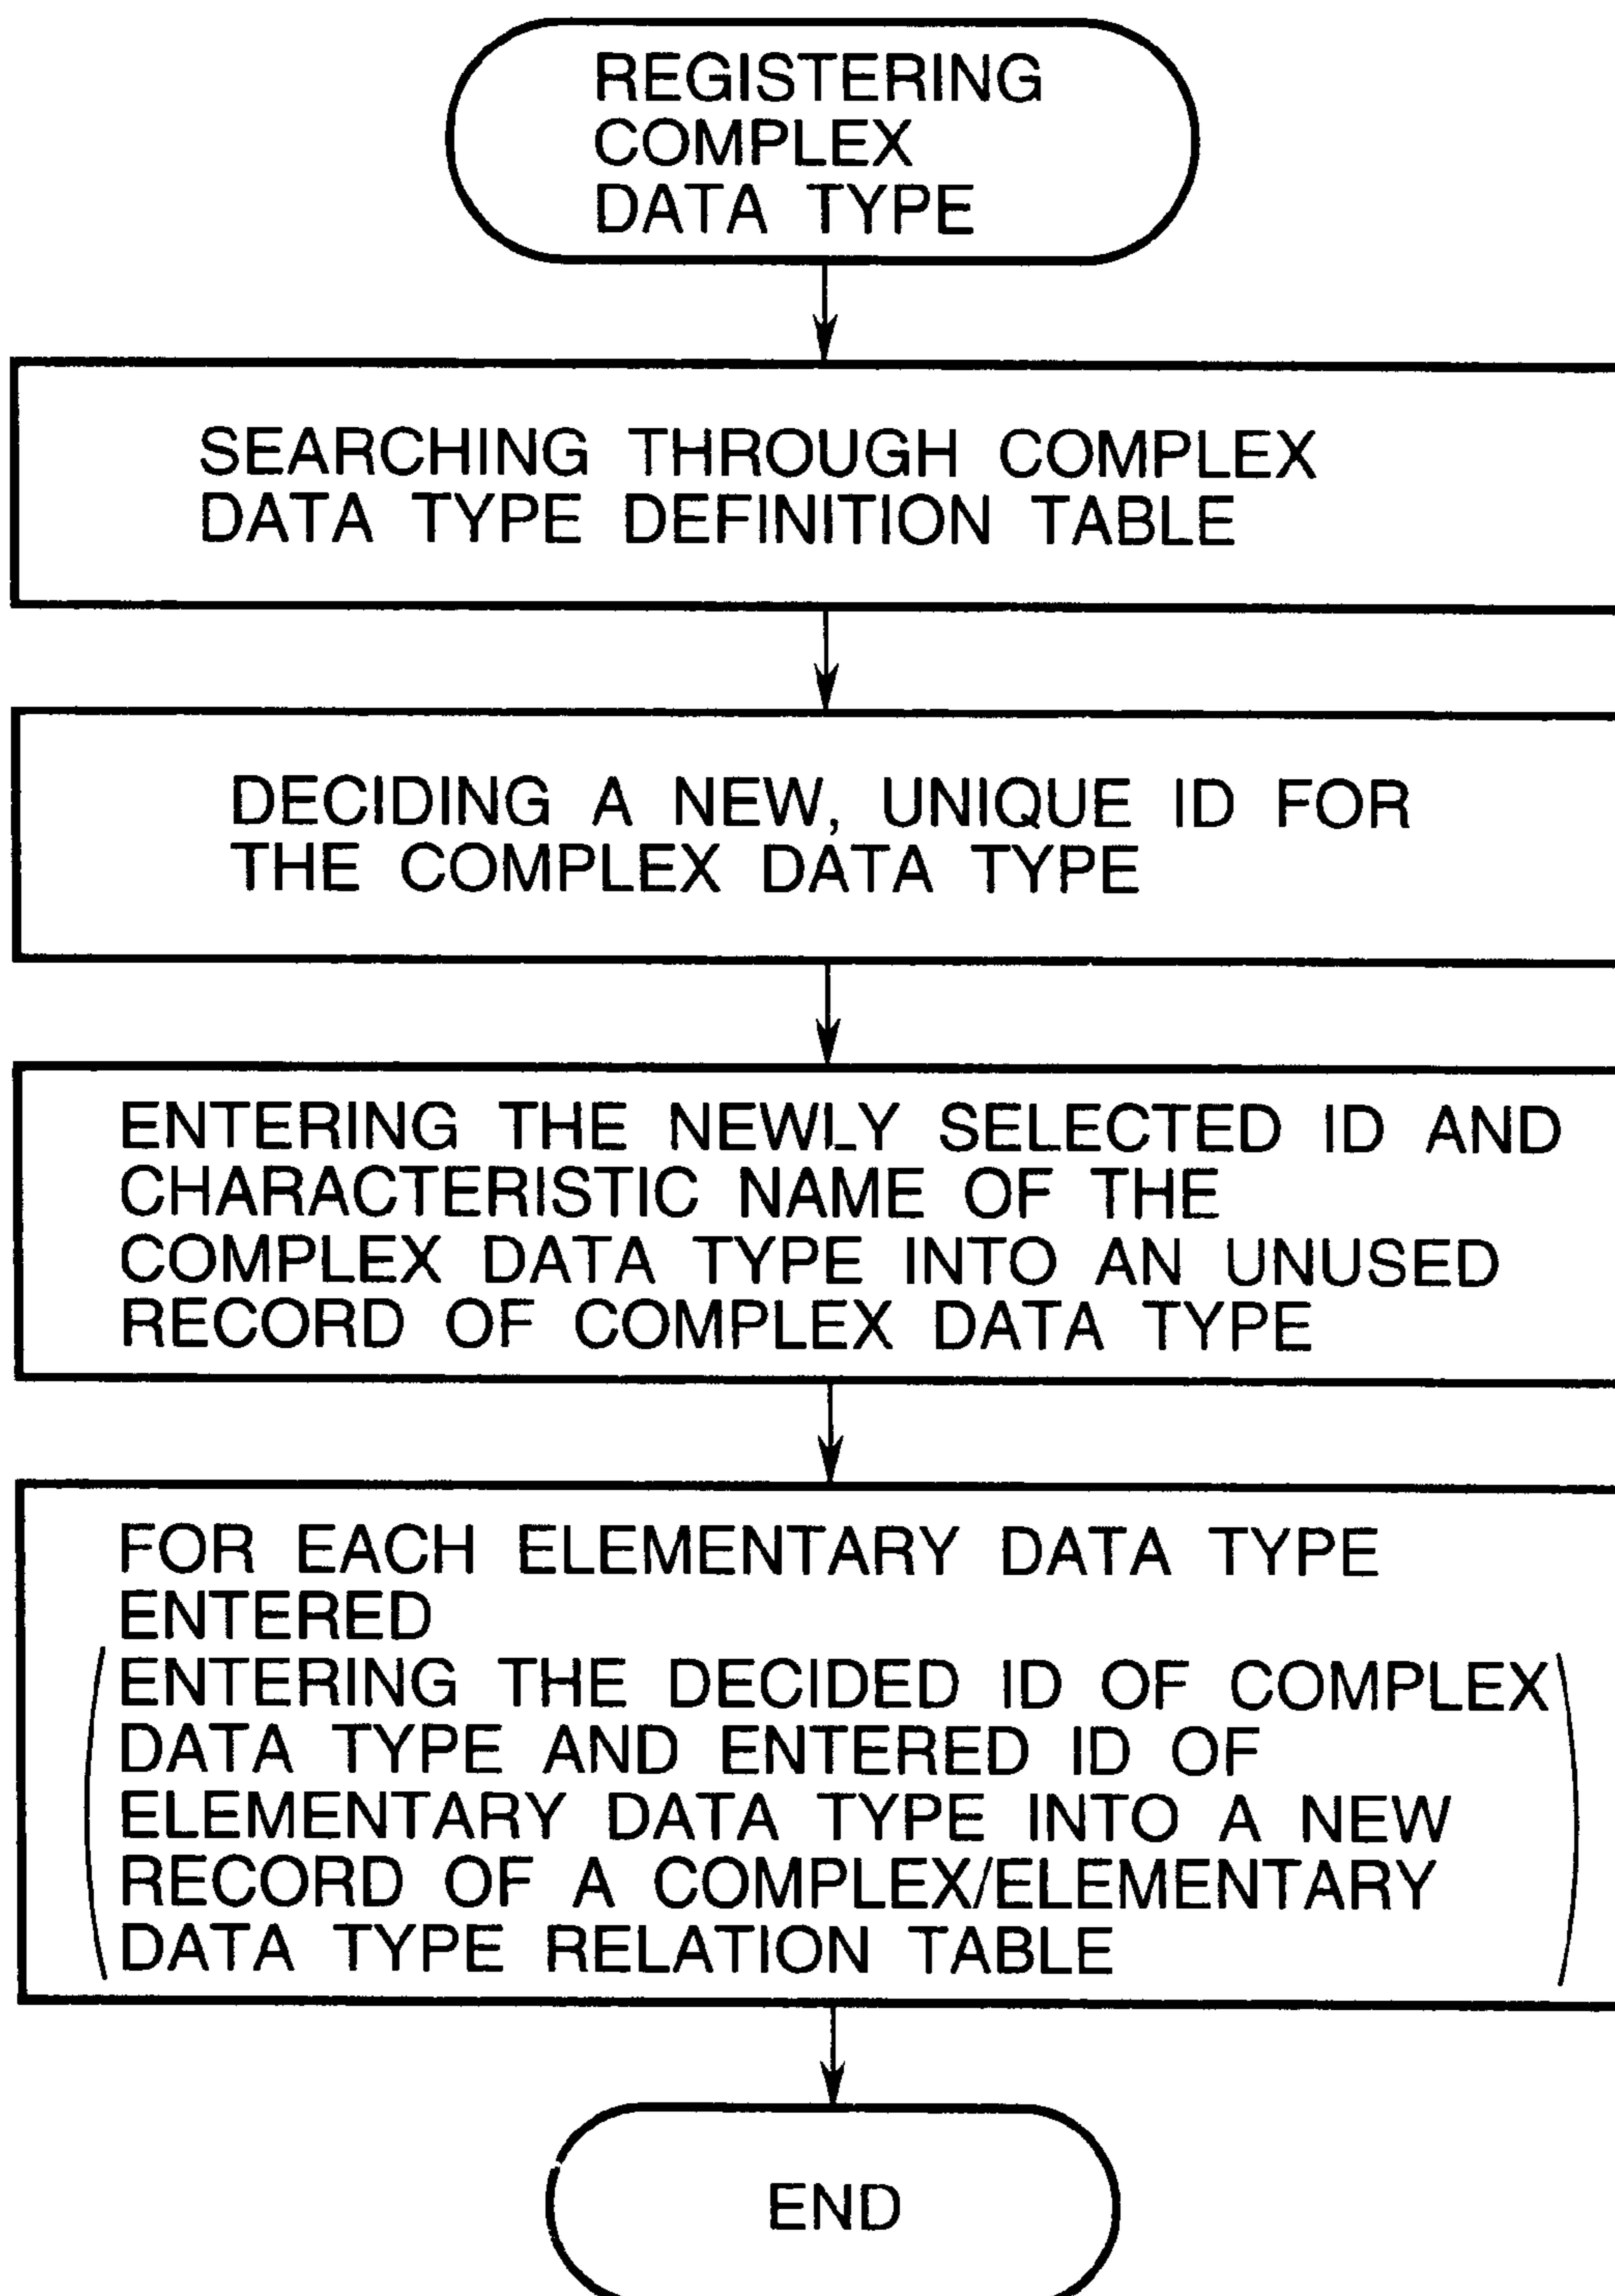 REGISTERING
COMPLEX
DATA TYPE
SEARCHING THROUGH COMPLEX
DATA TYPE DEFINITION TABLE
DECIDING A NEW, UNIQUE ID FOR
THE COMPLEX DATA TYPE
ENTERING THE NEWLY SELECTED ID AND
CHARACTERISTIC NAME OF THE
COMPLEX DATA TYPE INTO AN UNUSED
RECORD OF COMPLEX DATA TYPE
FOR EACH ELEMENTARY DATA TYPE
ENTERED
(ENTERING THE DECIDED ID OF COMPLEX
DATA TYPE AND ENTERED ID OF
ELEMENTARY DATA TYPE INTO A NEW
RECORD OF A COMPLEX/ELEMENTARY
DATA TYPE RELATION TABLE)
END